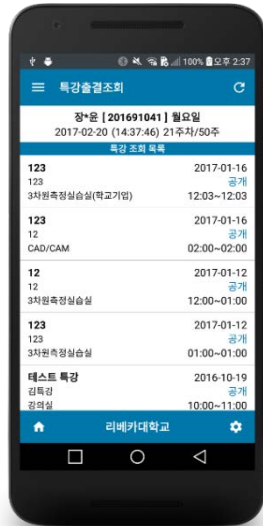 100% 오후 2:37
특강출결조회
장*윤 [ 201691041 ] 월요일
2017-02-20 (14:37:46) 21주차/50주
특강 조회 목록
123 2017-01-16
123 공개
3차원측정실습실(학교기업) 12:03~12:03
123 2017-01-16
12 공개
CAD/CAM 02:00~02:00
12 2017-01-12
12 공개
3차원측정실습실 12:00~01:00
123 2017-01-12
123 공개
3차원측정실습실 01:00~01:00
테스트 특강 2016-10-19
김특강 공개
강의실 10:00~11:00
리베카대학교